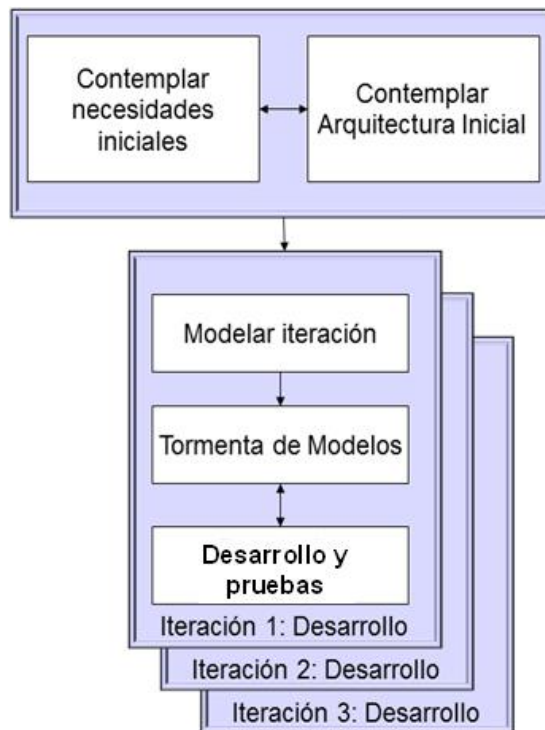 Contemplar
necesidades
iniciales
Contemplar
Arquitectura Inicial
Modelar iteración
Tormenta de Modelos
Desarrollo y
pruebas
Iteración 1: Desarrollo
Iteración 2: Desarrollo
Iteración 3: Desarrollo